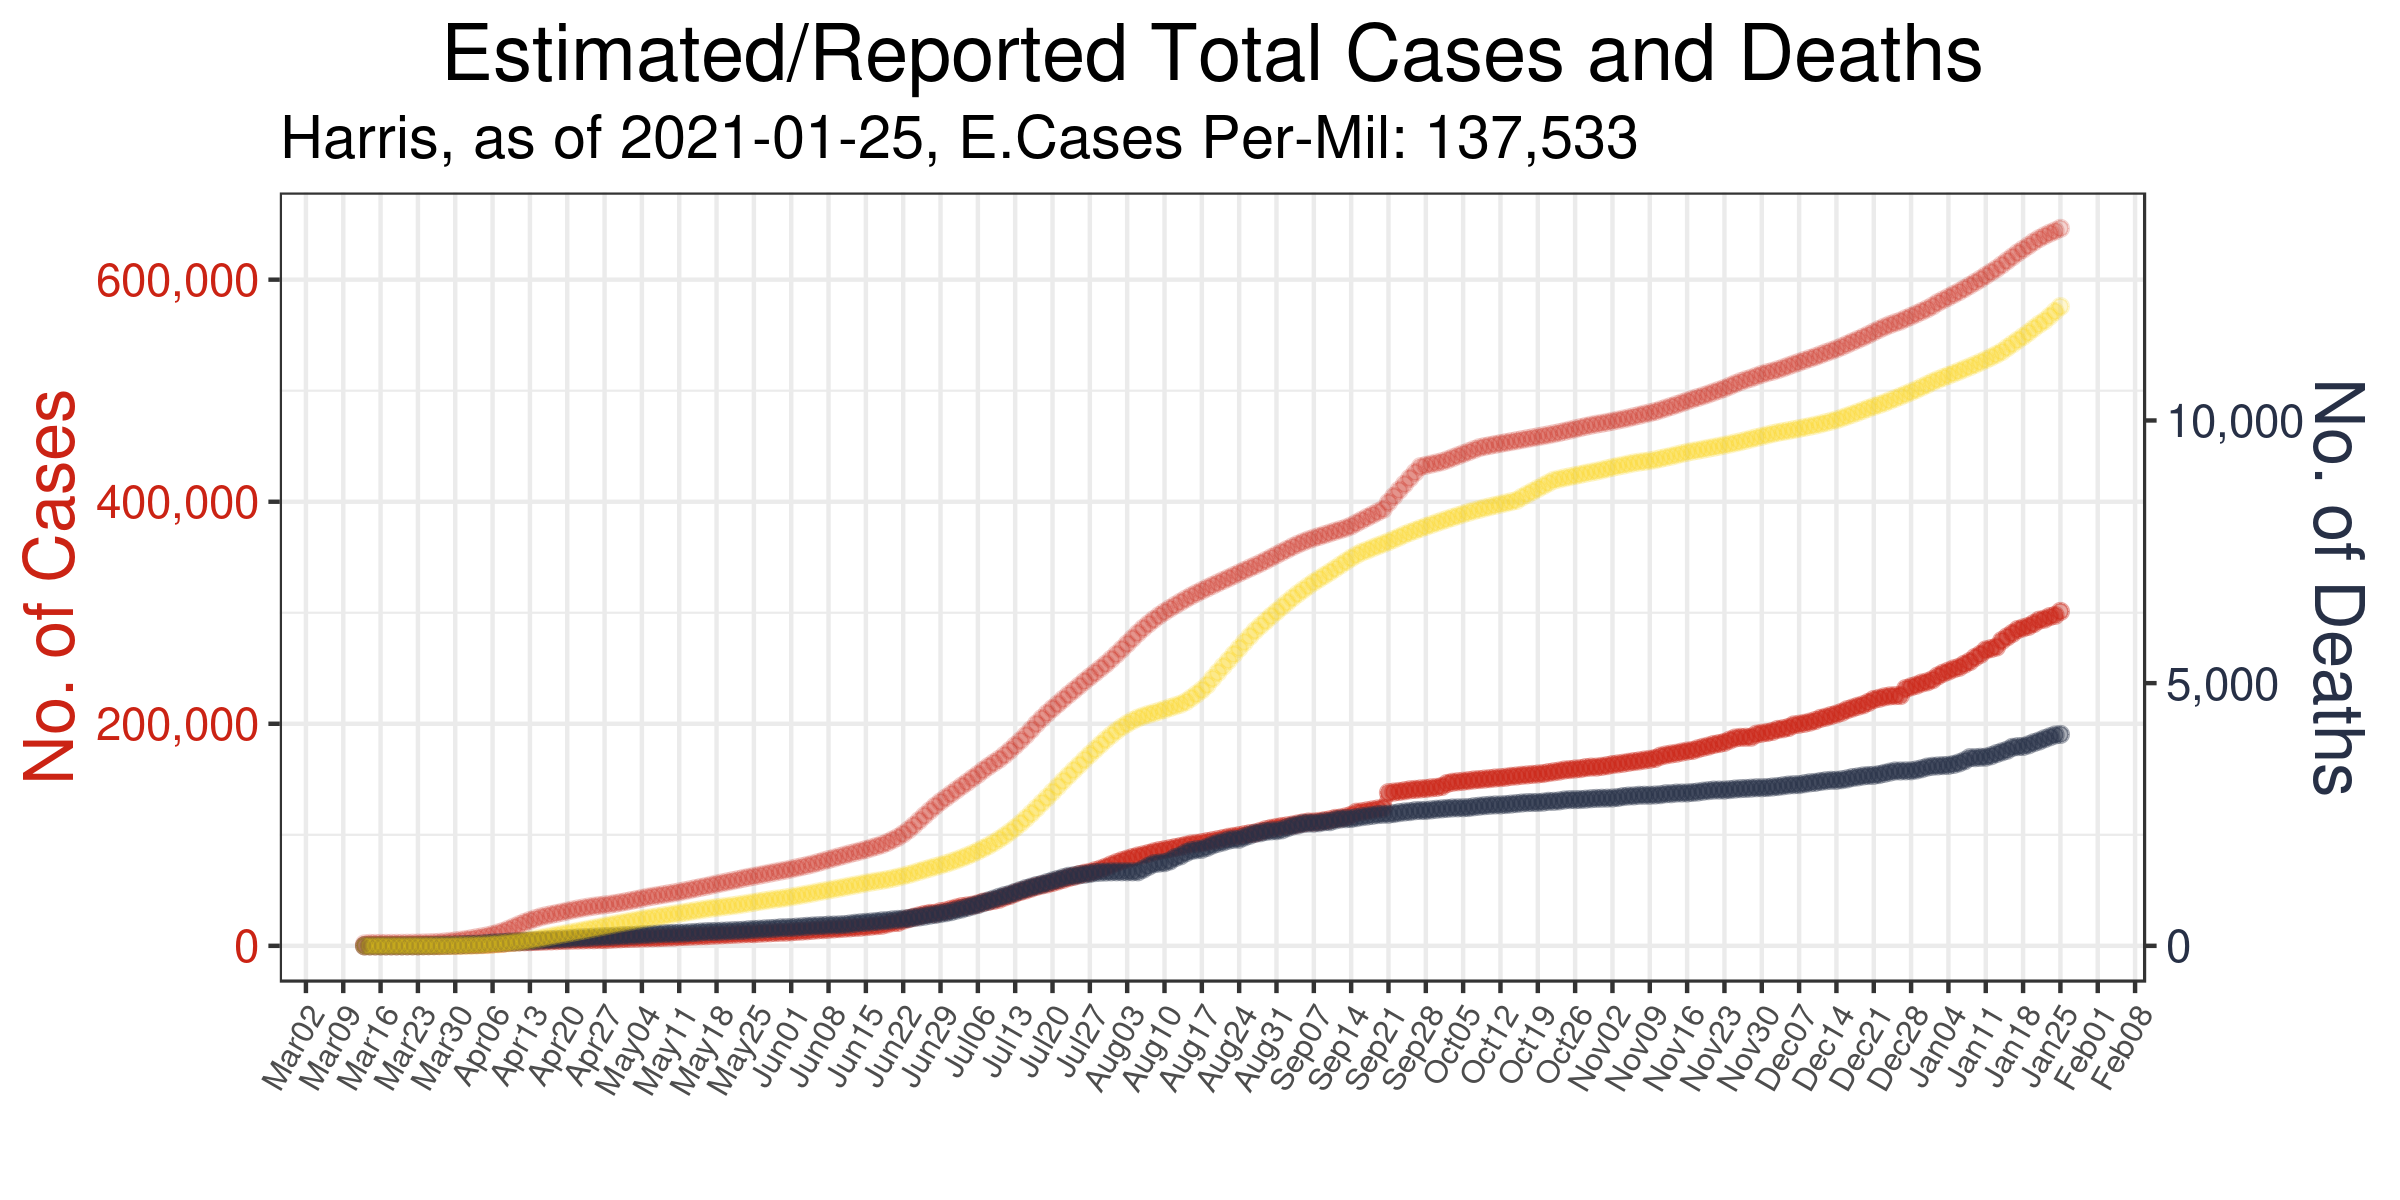 Estimated/Reported Total Cases and Deaths
Harris, as of 2021-01-25, E.Cases Per-Mil: 137,533
No. of Cases
600,000
400,000
200,000
0
10,000
5,000
0
No. of Deaths
Mar02
Mar09
Mar16
Mar23
Mar30
Apr06
Apr13
Apr20
Apr27
May04
May11
May18
May25
Jun01
Jun08
Jun15
Jun22
Jun29
Jul06
Jul13
Jul20
Jul27
Aug03
Aug10
Aug17
Aug24
Aug31
Sep07
Sep14
Sep21
Sep28
Oct05
Oct12
Oct19
Oct26
Nov02
Nov09
Nov16
Nov23
Nov30
Dec07
Dec14
Dec21
Dec28
Jan04
Jan11
Jan18
Jan25
Feb01
Feb08